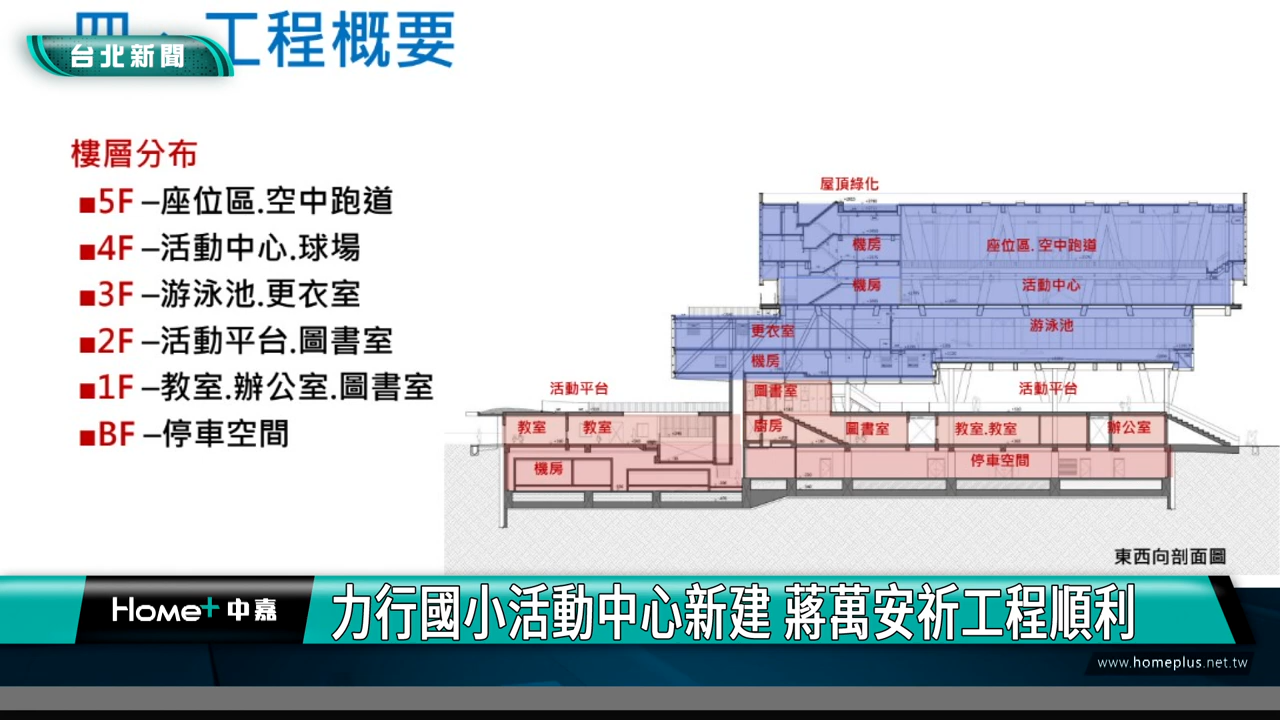 四、工程概要
台北新聞
樓層分布
■5F –座位區.空中跑道
■4F –活動中心.球場
■3F –游泳池.更衣室
■2F –活動平台.圖書室
■1F –教室.辦公室.圖書室
■BF –停車空間
屋頂綠化
機房
座位區. 空中跑道
機房
活動中心
更衣室
游泳池
機房
活動平台
圖書室
活動平台
教室
教室
廚房
圖書室
教室.教室
辦公室
機房
停車空間
東西向剖面圖
Home+ 中嘉
力行國小活動中心新建 蔣萬安祈工程順利
www.homeplus.net.tw